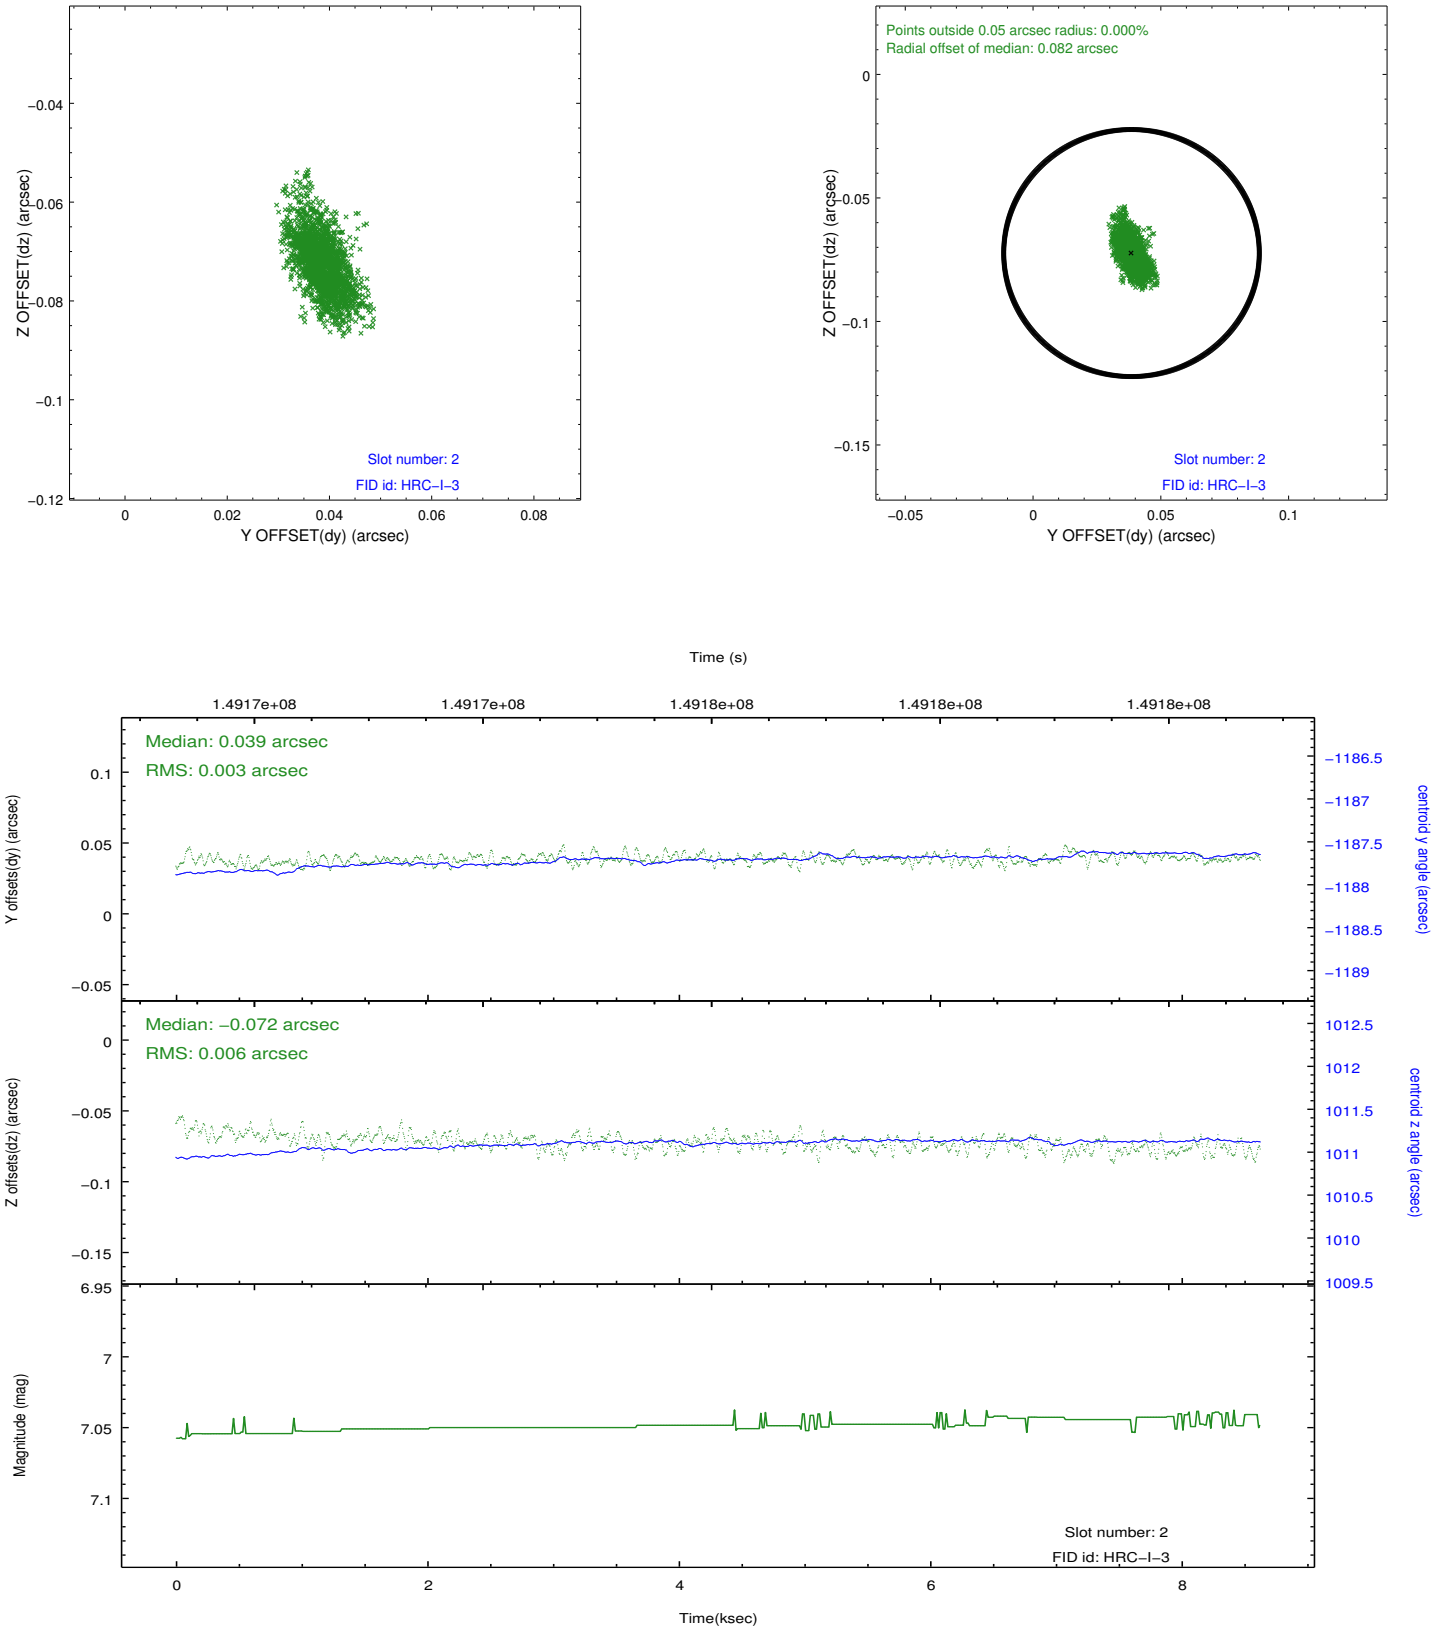 −0.04
−0.06
−0.08
−0.1
−0.12
Z OFFSET(dz) (arcsec)
Slot number: 2
FID id: HRC−I−3
0 0.02 0.04 0.06 0.08
Y OFFSET(dy) (arcsec)
Points outside 0.05 arcsec radius: 0.000%
Radial offset of median: 0.082 arcsec
0
−0.05
−0.1
−0.15
Z OFFSET(dz) (arcsec)
Slot number: 2
FID id: HRC−I−3
−0.05 0 0.05 0.1
Y OFFSET(dy) (arcsec)
Time (s)
1.4917e+08 1.4917e+08 1.4918e+08 1.4918e+08 1.4918e+08
Median: 0.039 arcsec
RMS: 0.003 arcsec
0.1
0.05
0
−0.05
Y offsets(dy) (arcsec)
−1186.5
−1187
−1187.5
−1188
−1188.5
−1189
centroid y angle (arcsec)
Median: −0.072 arcsec
RMS: 0.006 arcsec
0
−0.05
−0.1
−0.15
Z offsets(dz) (arcsec)
1012.5
1012
1011.5
1011
1010.5
1010
1009.5
centroid z angle (arcsec)
6.95
7
7.05
7.1
Magnitude (mag)
Slot number: 2
FID id: HRC−I−3
0 2 4 6 8
Time(ksec)